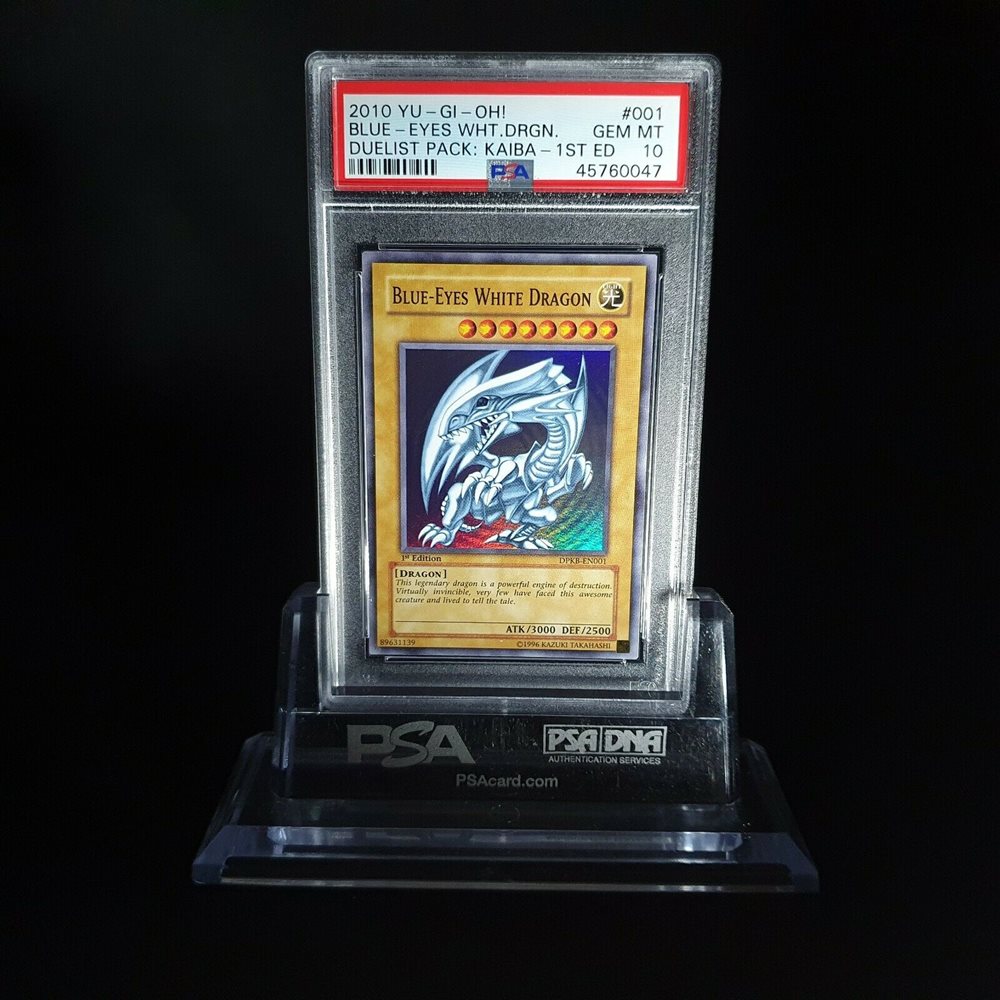 2010 YU-GI-OH! #001
BLUE-EYES WHT.DRGN. GEM MT
DUELIST PACK: KAIBA-1ST ED 10
PSA 45760047
BLUE-EYES WHITE DRAGON
LIGHT
光
1st Edition DPKB-EN001
[DRAGON]
This legendary dragon is a powerful engine of destruction.
Virtually invincible, very few have faced this awesome
creature and lived to tell the tale.
ATK/3000 DEF/2500
89631139 ©1996 KAZUKI TAKAHASHI
PSA PSA/DNA
AUTHENTICATION SERVICES
PSAcard.com